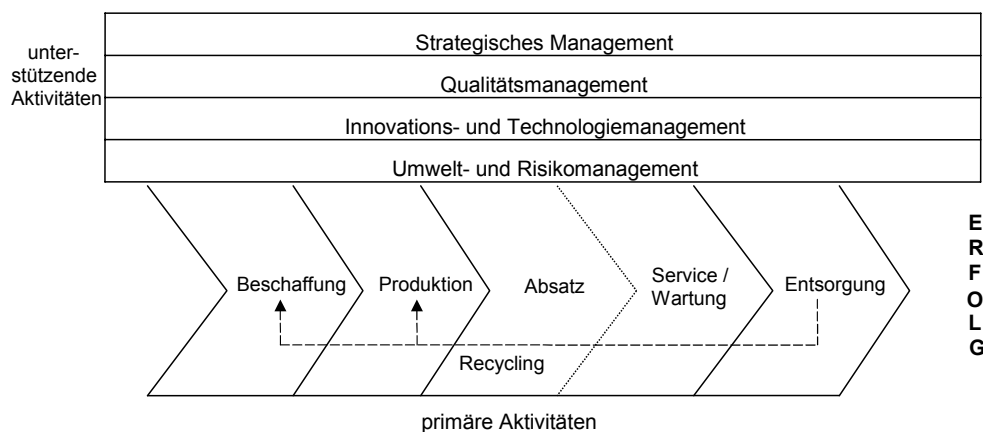 Strategisches Management
unter-
stützende
Aktivitäten
Qualitätsmanagement
Innovations- und Technologiemanagement
Umwelt- und Risikomanagement
Beschaffung
Produktion
Absatz
Service /
Wartung
Entsorgung
Recycling
E
R
F
O
L
G
primäre Aktivitäten